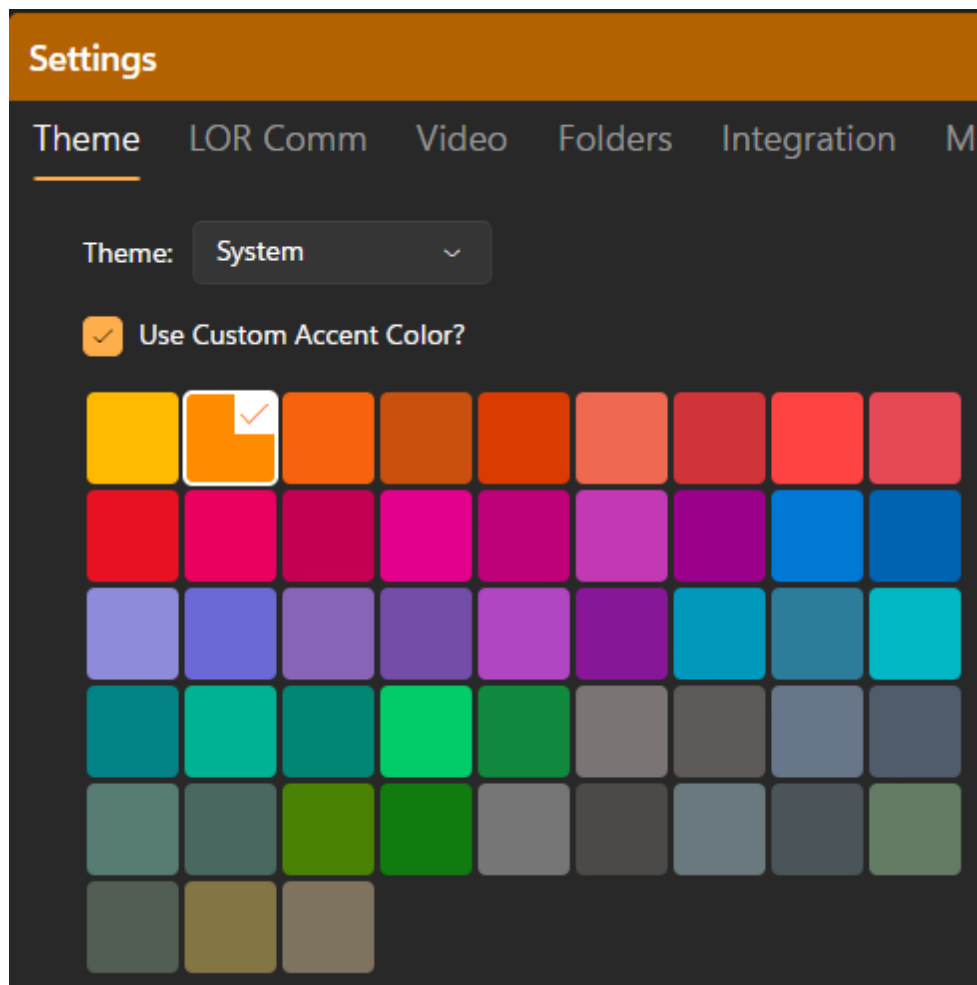 Settings
Theme LOR Comm Video Folders Integration M
Theme: System
Use Custom Accent Color?